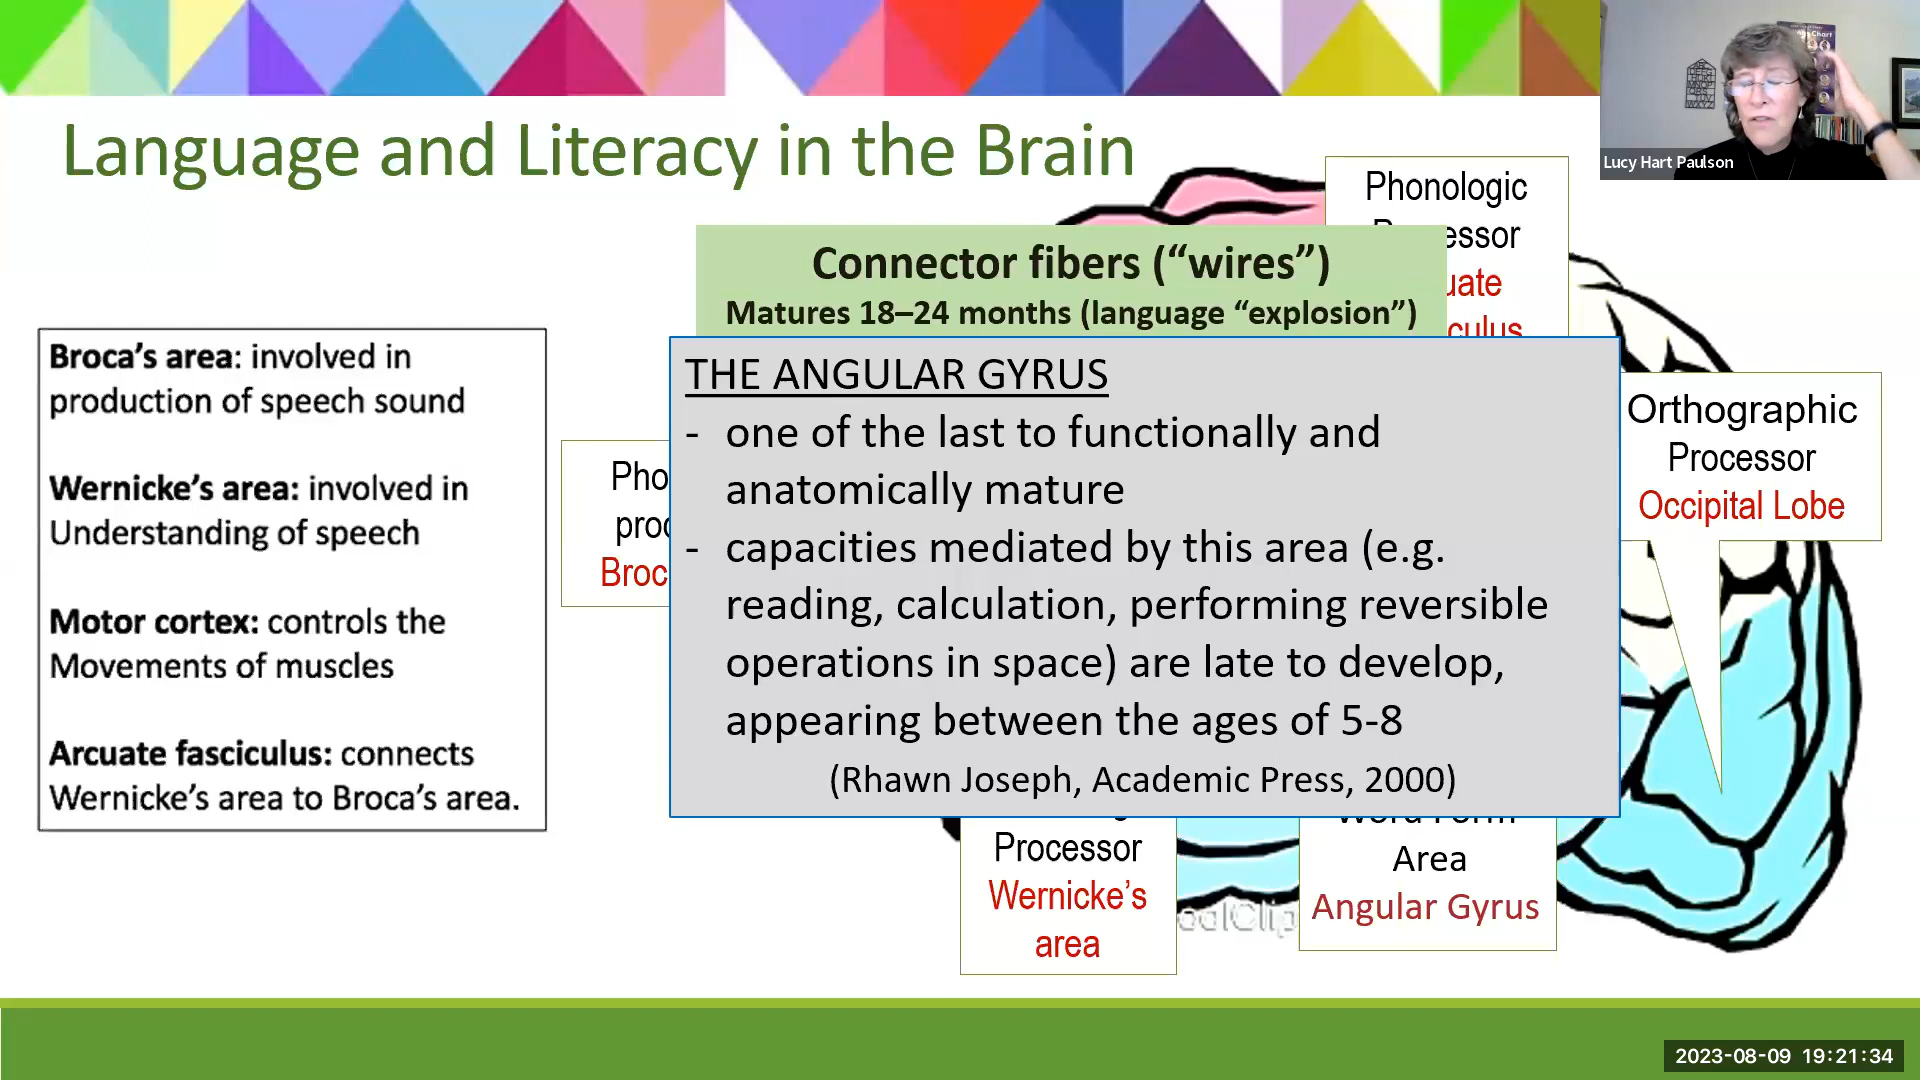 Language and Literacy in the Brain
Lucy Hart Paulson
Phonologic
Connector fibers (“wires”)
Matures 18–24 months (language “explosion”)
Broca’s area: involved in
production of speech sound
Wernicke’s area: involved in
Understanding of speech
Motor cortex: controls the
Movements of muscles
Arcuate fasciculus: connects
Wernicke’s area to Broca’s area.
THE ANGULAR GYRUS
- one of the last to functionally and
anatomically mature
- capacities mediated by this area (e.g.
reading, calculation, performing reversible
operations in space) are late to develop,
appearing between the ages of 5-8
(Rhawn Joseph, Academic Press, 2000)
Orthographic
Processor
Occipital Lobe
Processor
Wernicke’s
area
Area
Angular Gyrus
2023-08-09 19:21:34